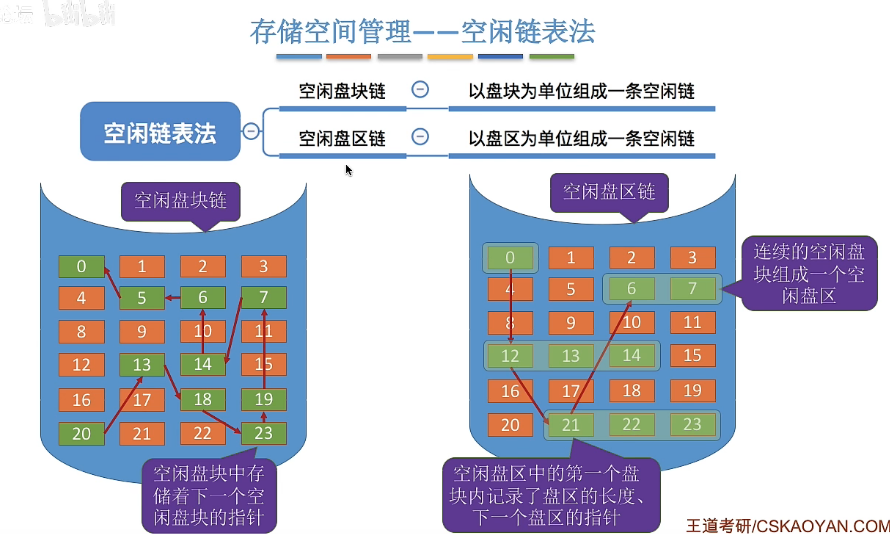 bilibili
存储空间管理——空闲链表法
空闲链表法
空闲盘块链
以盘块为单位组成一条空闲链
空闲盘区链
以盘区为单位组成一条空闲链
空闲盘块链
0 1 2 3
4 5 6 7
8 9 10 11
12 13 14 15
16 17 18 19
20 21 22 23
空闲盘块中存
储着下一个空
闲盘块的指针
空闲盘区链
0 1 2 3
4 5 6 7
8 9 10 11
12 13 14 15
16 17 18 19
20 21 22 23
连续的空闲盘
块组成一个空
闲盘区
空闲盘区中的第一个盘
块内记录了盘区的长度、
下一个盘区的指针
王道考研/CSKAOYAN.COM